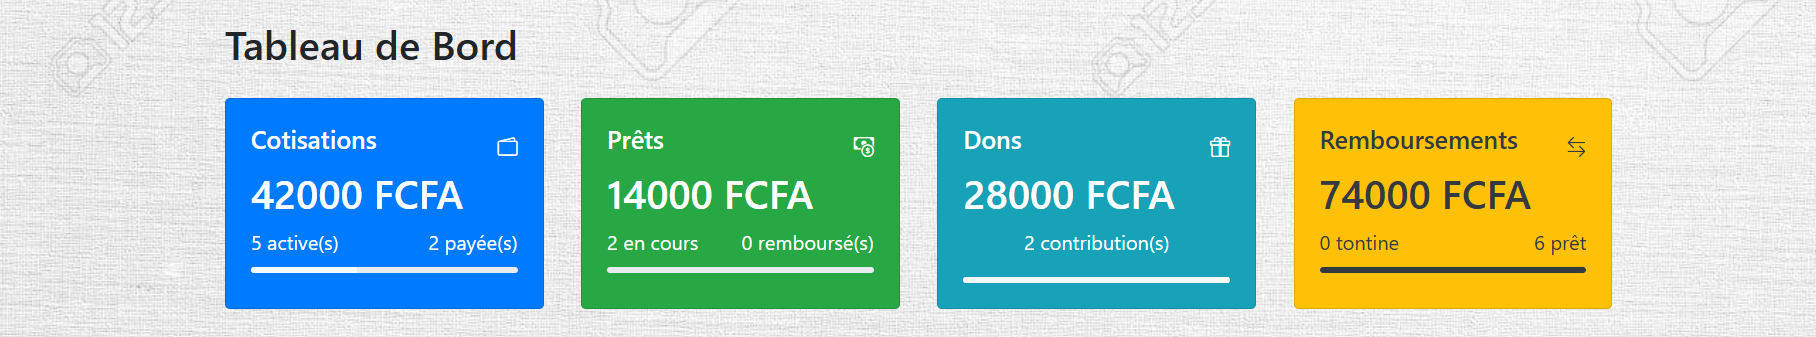 Tableau de Bord
Cotisations
42000 FCFA
5 active(s) 2 payée(s)
Prêts
14000 FCFA
2 en cours 0 remboursé(s)
Dons
28000 FCFA
2 contribution(s)
Remboursements
74000 FCFA
0 tontine 6 prêt